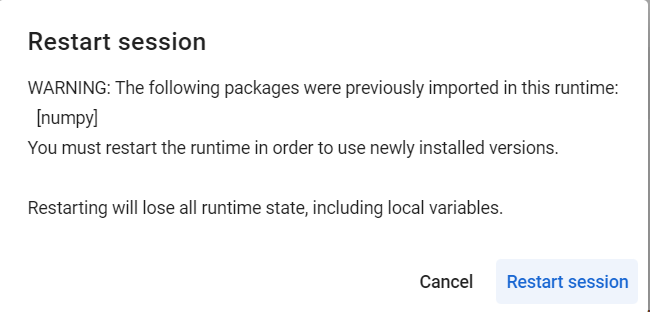 Restart session
WARNING: The following packages were previously imported in this runtime:
[numpy]
You must restart the runtime in order to use newly installed versions.
Restarting will lose all runtime state, including local variables.
Cancel Restart session